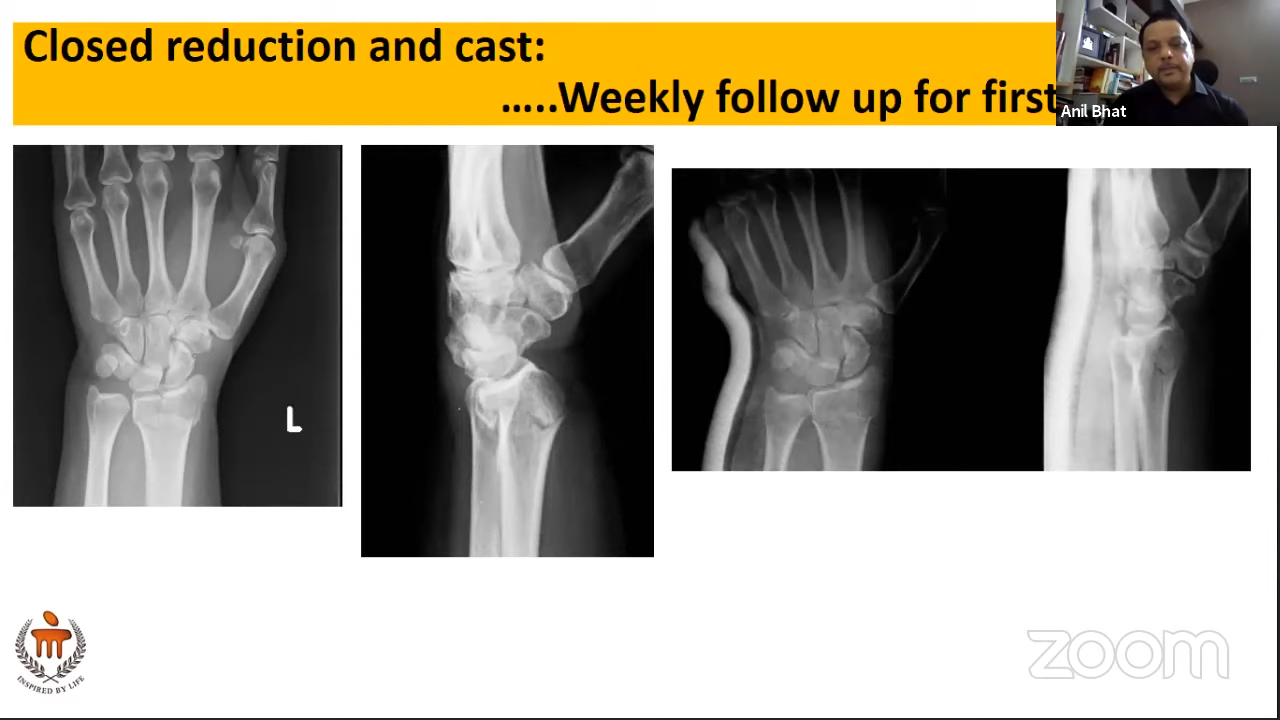 Closed reduction and cast:
…..Weekly follow up for first
Anil Bhat
L
INSPIRED BY LIFE
zoom